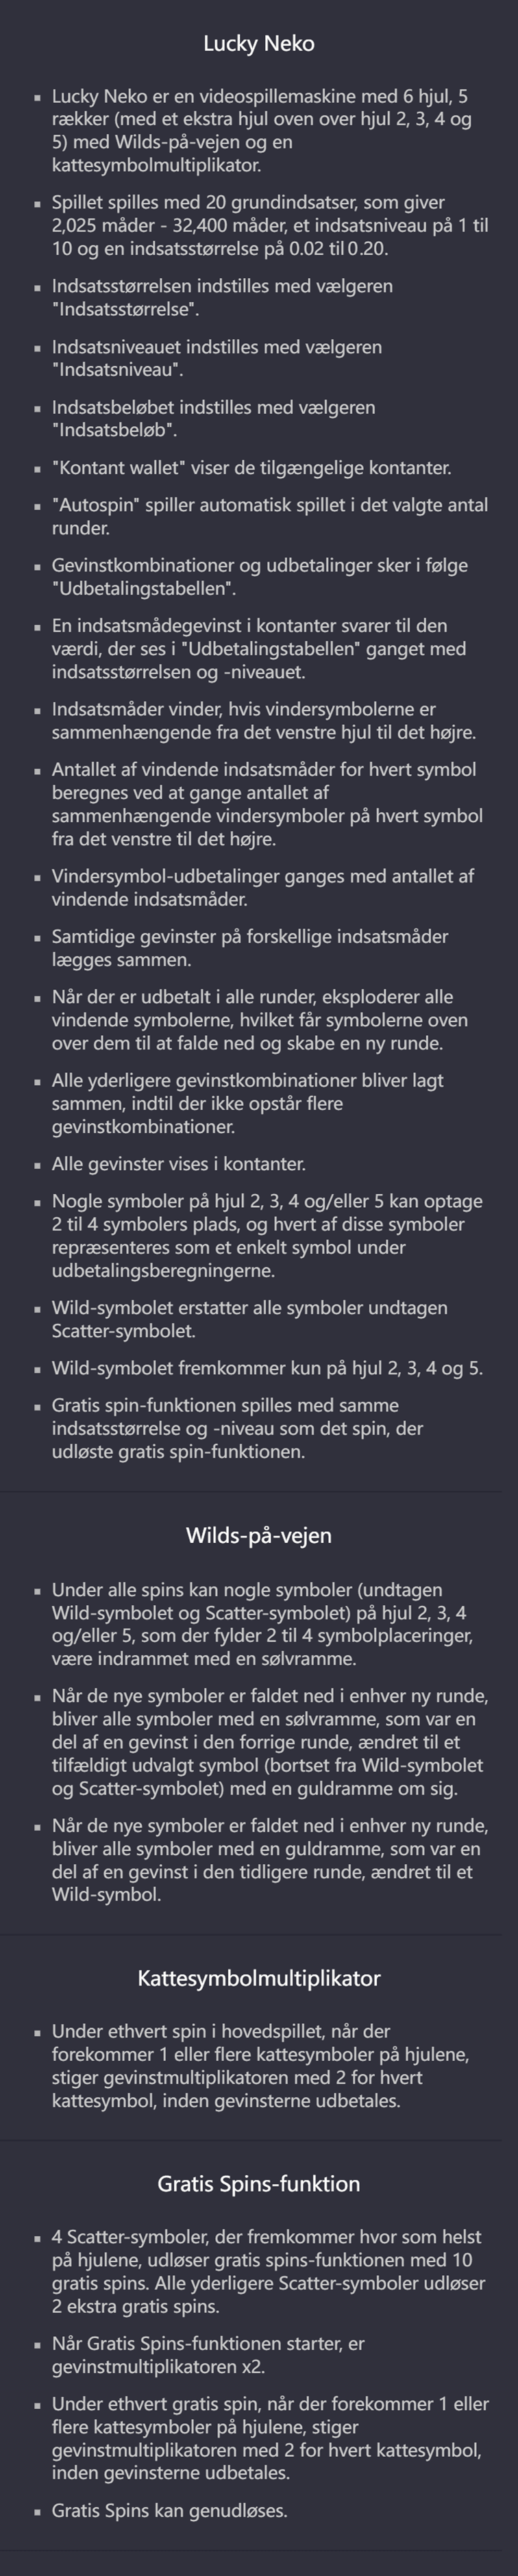 Lucky Neko
▪ Lucky Neko er en videospillemaskine med 6 hjul, 5
rækker (med et ekstra hjul oven over hjul 2, 3, 4 og
5) med Wilds-på-vejen og en
kattesymbolmultiplikator.
▪ Spillet spilles med 20 grundindsatser, som giver
2,025 måder - 32,400 måder, et indsatsniveau på 1 til
10 og en indsatsstørrelse på 0.02 til 0.20.
▪ Indsatsstørrelsen indstilles med vælgeren
"Indsatsstørrelse".
▪ Indsatsniveauet indstilles med vælgeren
"Indsatsniveau".
▪ Indsatsbeløbet indstilles med vælgeren
"Indsatsbeløb".
▪ "Kontant wallet" viser de tilgængelige kontanter.
▪ "Autospin" spiller automatisk spillet i det valgte antal
runder.
▪ Gevinstkombinationer og udbetalinger sker i følge
"Udbetalingstabellen".
▪ En indsatsmådegevinst i kontanter svarer til den
værdi, der ses i "Udbetalingstabellen" ganget med
indsatsstørrelsen og -niveauet.
▪ Indsatsmåder vinder, hvis vindersymbolerne er
sammenhængende fra det venstre hjul til det højre.
▪ Antallet af vindende indsatsmåder for hvert symbol
beregnes ved at gange antallet af
sammenhængende vindersymboler på hvert symbol
fra det venstre til det højre.
▪ Vindersymbol-udbetalinger ganges med antallet af
vindende indsatsmåder.
▪ Samtidige gevinster på forskellige indsatsmåder
lægges sammen.
▪ Når der er udbetalt i alle runder, eksploderer alle
vindende symbolerne, hvilket får symbolerne oven
over dem til at falde ned og skabe en ny runde.
▪ Alle yderligere gevinstkombinationer bliver lagt
sammen, indtil der ikke opstår flere
gevinstkombinationer.
▪ Alle gevinster vises i kontanter.
▪ Nogle symboler på hjul 2, 3, 4 og/eller 5 kan optage
2 til 4 symbolers plads, og hvert af disse symboler
repræsenteres som et enkelt symbol under
udbetalingsberegningerne.
▪ Wild-symbolet erstatter alle symboler undtagen
Scatter-symbolet.
▪ Wild-symbolet fremkommer kun på hjul 2, 3, 4 og 5.
▪ Gratis spin-funktionen spilles med samme
indsatsstørrelse og -niveau som det spin, der
udløste gratis spin-funktionen.
Wilds-på-vejen
▪ Under alle spins kan nogle symboler (undtagen
Wild-symbolet og Scatter-symbolet) på hjul 2, 3, 4
og/eller 5, som der fylder 2 til 4 symbolplaceringer,
være indrammet med en sølvramme.
▪ Når de nye symboler er faldet ned i enhver ny runde,
bliver alle symboler med en sølvramme, som var en
del af en gevinst i den forrige runde, ændret til et
tilfældigt udvalgt symbol (bortset fra Wild-symbolet
og Scatter-symbolet) med en guldramme om sig.
▪ Når de nye symboler er faldet ned i enhver ny runde,
bliver alle symboler med en guldramme, som var en
del af en gevinst i den tidligere runde, ændret til et
Wild-symbol.
Kattesymbolmultiplikator
▪ Under ethvert spin i hovedspillet, når der
forekommer 1 eller flere kattesymboler på hjulene,
stiger gevinstmultiplikatoren med 2 for hvert
kattesymbol, inden gevinsterne udbetales.
Gratis Spins-funktion
▪ 4 Scatter-symboler, der fremkommer hvor som helst
på hjulene, udløser gratis spins-funktionen med 10
gratis spins. Alle yderligere Scatter-symboler udløser
2 ekstra gratis spins.
▪ Når Gratis Spins-funktionen starter, er
gevinstmultiplikatoren x2.
▪ Under ethvert gratis spin, når der forekommer 1 eller
flere kattesymboler på hjulene, stiger
gevinstmultiplikatoren med 2 for hvert kattesymbol,
inden gevinsterne udbetales.
▪ Gratis Spins kan genudløses.